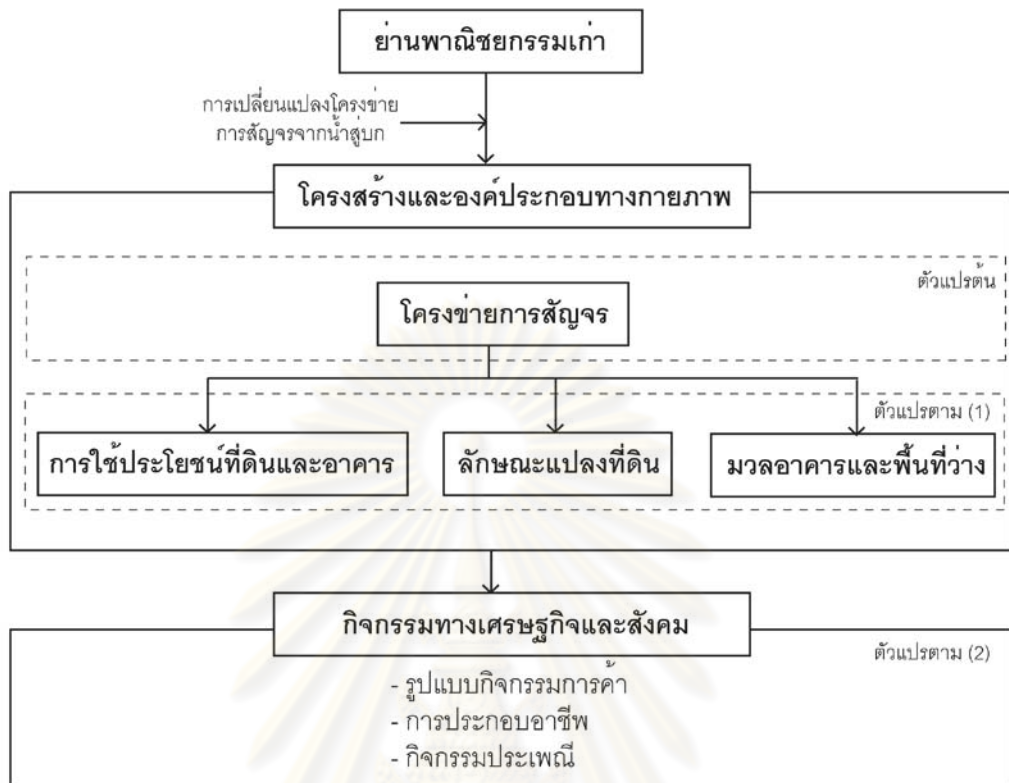 ย่านพาณิชยกรรมเก่า
การเปลี่ยนแปลงโครงข่าย
การสัญจรจากน้ำสู่บก
โครงสร้างและองค์ประกอบทางกายภาพ
ตัวแปรต้น
โครงข่ายการสัญจร
ตัวแปรตาม (1)
การใช้ประโยชน์ที่ดินและอาคาร
ลักษณะแปลงที่ดิน
มวลอาคารและพื้นที่ว่าง
กิจกรรมทางเศรษฐกิจและสังคม
ตัวแปรตาม (2)
- รูปแบบกิจกรรมการค้า
- การประกอบอาชีพ
- กิจกรรมประเพณี